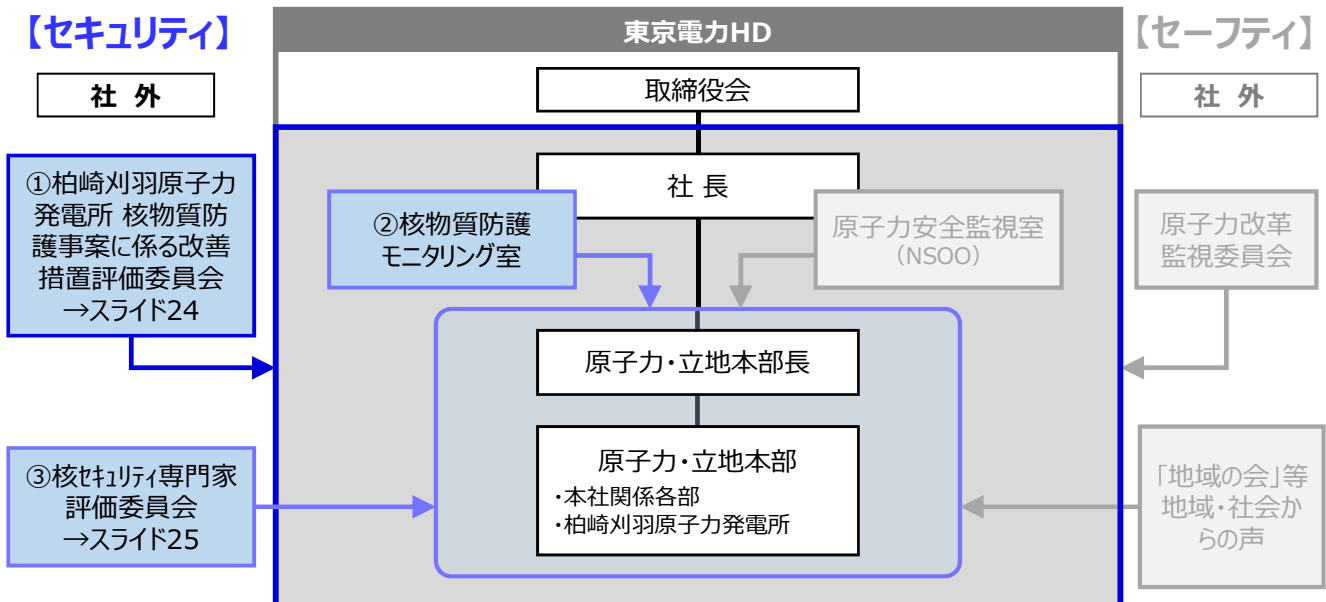 【セキュリティ】
社 外
①柏崎刈羽原子力
発電所 核物質防
護事案に係る改善
措置評価委員会
→スライド24
③核ｾｷｭﾘﾃｨ専門家
評価委員会
→スライド25
東京電力HD
取締役会
社 長
②核物質防護
モニタリング室
原子力安全監視室
（NSOO）
原子力・立地本部長
原子力・立地本部
・本社関係各部
・柏崎刈羽原子力発電所
【セーフティ】
社 外
原子力改革
監視委員会
「地域の会」等
地域・社会か
らの声